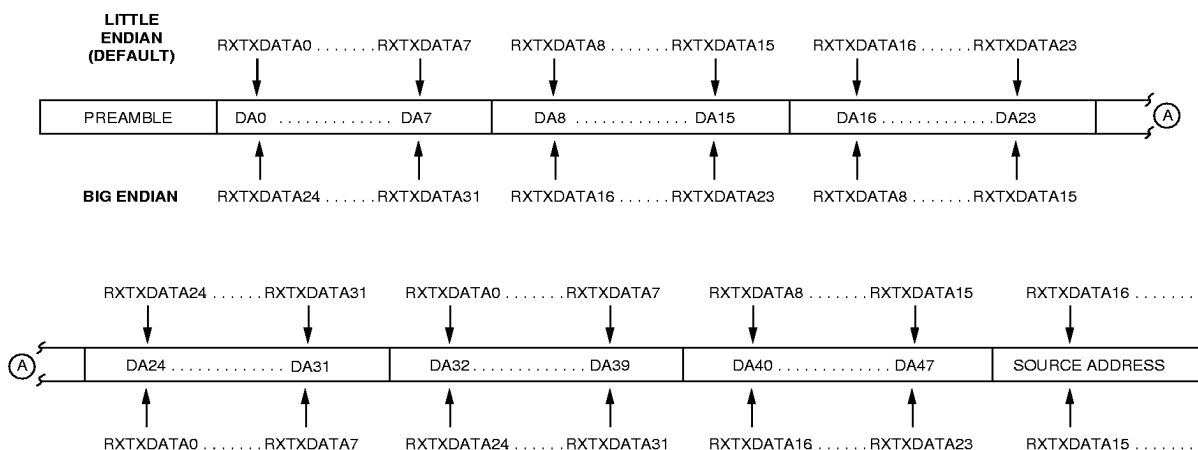 LITTLE
ENDIAN
(DEFAULT)
RXTXDATA0 . . . . . . . RXTXDATA7 RXTXDATA8 . . . . . . . RXTXDATA15 RXTXDATA16 . . . . . . . RXTXDATA23
PREAMBLE DA0 . . . . . . . . . . . . . DA7 DA8 . . . . . . . . . . . . . DA15 DA16 . . . . . . . . . . . . . DA23 A
BIG ENDIAN RXTXDATA24 . . . . . . RXTXDATA31 RXTXDATA16 . . . . . . RXTXDATA23 RXTXDATA8 . . . . . . . RXTXDATA15
RXTXDATA24 . . . . . . RXTXDATA31 RXTXDATA0 . . . . . . . RXTXDATA7 RXTXDATA8 . . . . . . . RXTXDATA15 RXTXDATA16 . . . . . . .
A DA24 . . . . . . . . . . . . . DA31 DA32 . . . . . . . . . . . . . DA39 DA40 . . . . . . . . . . . . . DA47 SOURCE ADDRESS
RXTXDATA0 . . . . . . . RXTXDATA7 RXTXDATA24 . . . . . . RXTXDATA31 RXTXDATA16 . . . . . . RXTXDATA23 RXTXDATA15 . . . . . . .